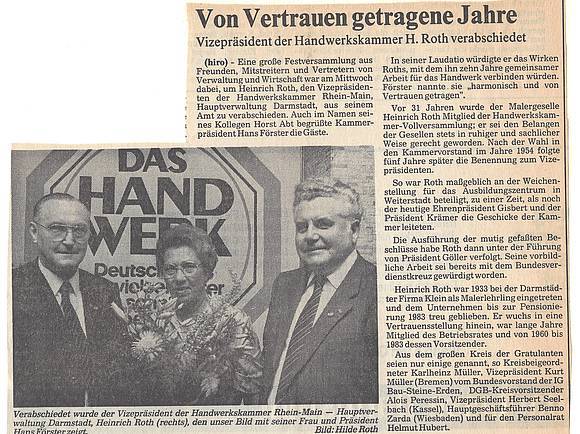 Von Vertrauen getragene Jahre
Vizepräsident der Handwerkskammer H. Roth verabschiedet
(hiro) - Eine große Festversammlung aus
Freunden, Mitstreitern und Vertretern von
Verwaltung und Wirtschaft war am Mittwoch
dabei, um Heinrich Roth, den Vizepräsiden-
ten der Handwerkskammer Rhein-Main,
Hauptverwaltung Darmstadt, aus seinem
Amt zu verabschieden. Auch im Namen sei-
nes Kollegen Horst Abt begrüßte Kammer-
präsident Hans Förster die Gäste.
In seiner Laudatio würdigte er das Wirken
Roths, mit dem ihn zehn Jahre gemeinsamer
Arbeit für das Handwerk verbinden würden.
Förster nannte sie „harmonisch und von
Vertrauen getragen".
Vor 31 Jahren wurde der Malergeselle
Heinrich Roth Mitglied der Handwerkskam-
mer-Vollversammlung; er sei den Belangen
der Gesellen stets in ruhiger und sachlicher
Weise gerecht geworden. Nach der Wahl in
den Kammervorstand im Jahre 1954 folgte
fünf Jahre später die Benennung zum Vize-
präsidenten.
So war Roth maßgeblich an der Weichen-
stellung für das Ausbildungszentrum in
Weiterstadt beteiligt, zu einer Zeit, als noch
der heutige Ehrenpräsident Gisbert und der
Präsident Krämer die Geschicke der Kam-
mer leiteten.
Die Ausführung der mutig gefaßten Be-
schlüsse habe Roth dann unter der Führung
von Präsident Göller verfolgt. Seine vorbild-
liche Arbeit sei bereits mit dem Bundesver-
dienstkreuz gewürdigt worden.
Heinrich Roth war 1933 bei der Darmstäd-
ter Firma Klein als Malerlehrling eingetreten
und dem Unternehmen bis zur Pensionie-
rung 1983 treu geblieben. Er wuchs in eine
Vertrauensstellung hinein, war lange Jahre
Mitglied des Betriebsrates und von 1960 bis
1983 dessen Vorsitzender.
Aus dem großen Kreis der Gratulanten
seien nur einige genannt, so Kreisbeigeord-
neter Karlheinz Müller, Vizepräsident Kurt
Müller (Bremen) vom Bundesvorstand der IG
Bau-Steine-Erden, DGB-Kreisvorsitzender
Alois Peressin, Vizepräsident Herbert Seel-
bach (Kassel), Hauptgeschäftsführer Benno
Zarda (Wiesbaden) und für den Personalrat
Helmut Hubert.
DAS
HAND
WERK
Verabschiedet wurde der Vizepräsident der Handwerkskammer Rhein-Main — Hauptver-
waltung Darmstadt, Heinrich Roth (rechts), den unser Bild mit seiner Frau und Präsident
Hans Förster zeigt. Bild: Hilde Roth